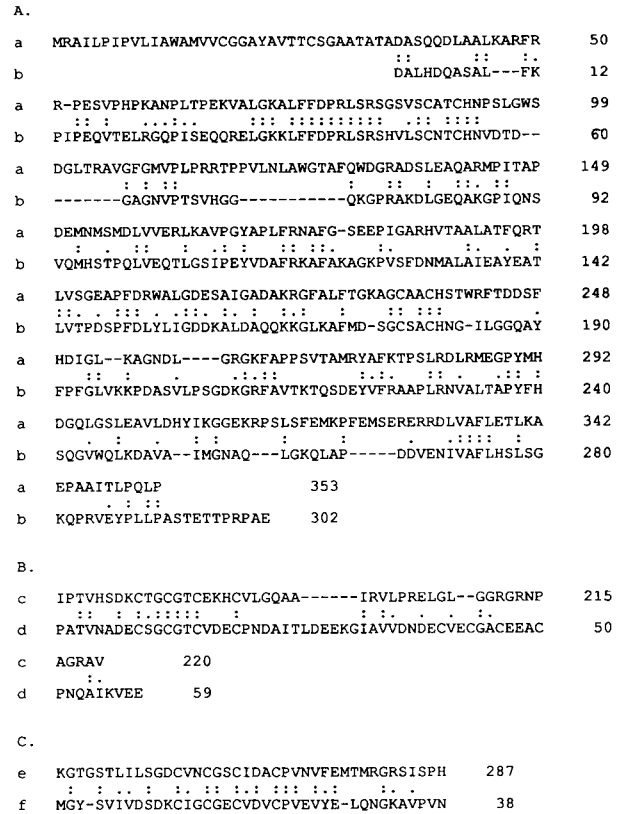 A.
a MRAILPIPVLIAWAMVVCGGAYAVTTCSGAATATADASQQDLAALKARFR 50
:: :: :.
b DALHDQASAL---FK 12
a R-PESVPHPKANPLTPEKVALGKALFFDPRLSRSGSVSCATCHNPSLGWS 99
:: : ...:.. ::: :::::::::: .:: :::
b PIPEQVTELRGQPISEQQRELGKKLFFDPRLSRSHVLSCNTCHNVDTD-- 60
a DGLTRAVGFGMVPLPRRTPPVLNLAWGTAFQWDGRADSLEAQARMPITAP 149
: : :: : : : ::. ::
b -------GAGNVPTSVHGG-----------QKGPRAKDLGEQAKGPIQNS 92
a DEMNMSMDLVVERLKAVPGYAPLFRNAFG-SEEPIGARHVTAALATFQRT 198
: . :: : .: : :: :: . : :. . :
b VQMHSTPQLVEQTLGSIPEYVDAFRKAFAKAGKPVSFDNMALAIEAYEAT 142
a LVSGEAPFDRWALGDESAIGADAKRGFALFTGKAGCAACHSTWRFTDDSF 248
::. . ::: :: . : : : : :: :::
b LVTPDSPFDLYLIGDDKALDAQQKKGLKAFMD-SGCSACHNG-ILGGQAY 190
a HDIGL--KAGNDL----GRGKFAPPSVTAMRYAFKTPSLRDLRMEGPYMH 292
:: : . :.:: : : :: :: : .:: :
b FPFGLVKKPDASVLPSGDKGRFAVTKTQSDEYVFRAAPLRNVALTAPYFH 240
a DGQLGSLEAVLDHYIKGGEKRPSLSFEMKPFEMSERERRDLVAFLETLKA 342
. : . : : : : . .:::: :
b SQGVWQLKDAVA--IMGNAQ---LGKQLAP-----DDVENIVAFLHSLSG 280
a EPAAITLPQLP 353
. : ::
b KQPRVEYPLLPASTETTPRPAE 302
B.
c IPTVHSDKCTGCGTCEKHCVLGQAA------IRVLPRELGL--GGRGRNP 215
:: : :.::::: : : :. . . :.
d PATVNADECSGCGTCVDECPNDAITLDEEKGIAVVDNDECVECGACEEAC 50
c AGRAV 220
:.
d PNQAIKVEE 59
C.
e KGTGSTLILSGDCVNCGSCIDACPVNVFEMTMRGRSISPH 287
: : .. : :. :: :.: ::: :.: : . .
f MGY-SVIVDSDKCIGCGECVDVCPVEVYE-LQNGKAVPVN 38